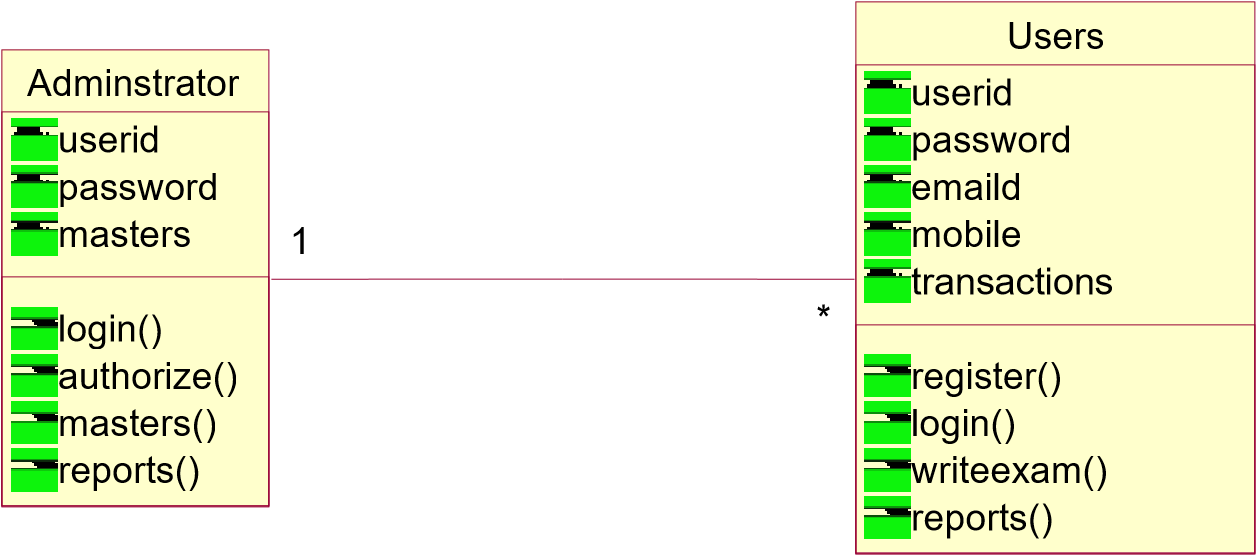 Adminstrator
userid
password
masters
login()
authorize()
masters()
reports()
1
*
Users
userid
password
emaild
mobile
transactions
register()
login()
writeexam()
reports()